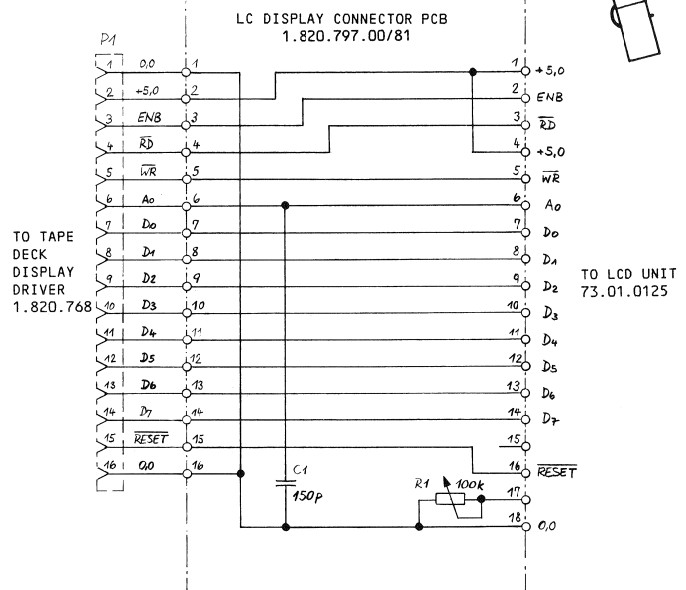 LC DISPLAY CONNECTOR PCB
1.820.797.00/81
P1
1 0,0 1
2 +5,0 2
3 ENB 3
4 RD 4
5 WR 5
6 A0 6
7 D0 7
8 D1 8
9 D2 9
10 D3 10
11 D4 11
12 D5 12
13 D6 13
14 D7 14
15 RESET 15
16 0,0 16
TO TAPE
DECK
DISPLAY
DRIVER
1.820.768
C1
150p
R1 100k
1 +5,0
2 ENB
3 RD
4 +5,0
5 WR
6 A0
7 D0
8 D1
9 D2
10 D3
11 D4
12 D5
13 D6
14 D7
15
16 RESET
17
18 0,0
TO LCD UNIT
73.01.0125